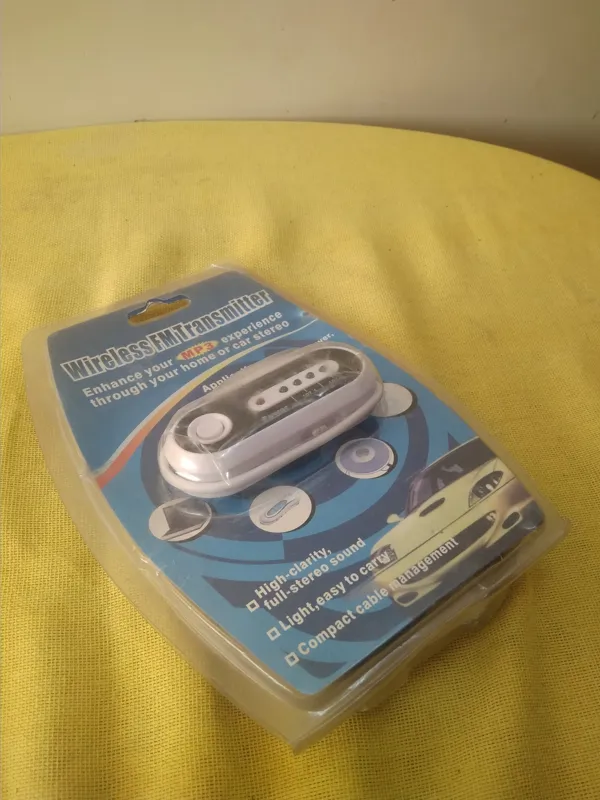 Wireless FM Transmitter
Enhance your MP3 experience
through your home or car stereo
High-clarity,
full-stereo sound
Light, easy to carry
Compact cable management